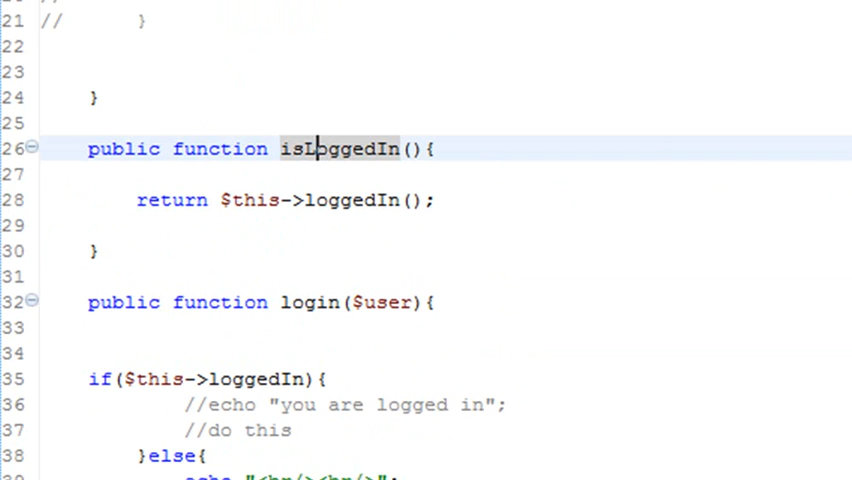 21 //      }
22
23
24    }
25
26    public function isLoggedIn(){
27
28        return $this->loggedIn();
29
30    }
31
32    public function login($user){
33
34
35    if($this->loggedIn){
36            //echo "you are logged in";
37            //do this
38        }else{